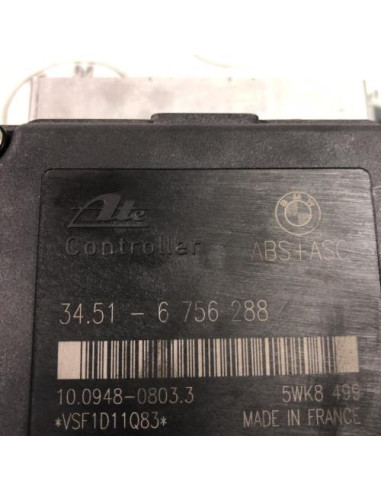 Ate BMW
Controller ABS+ASC
34.51 - 6 756 288
10.0948-0803.3 5WK8 499
*VSF1D11Q83* MADE IN FRANCE